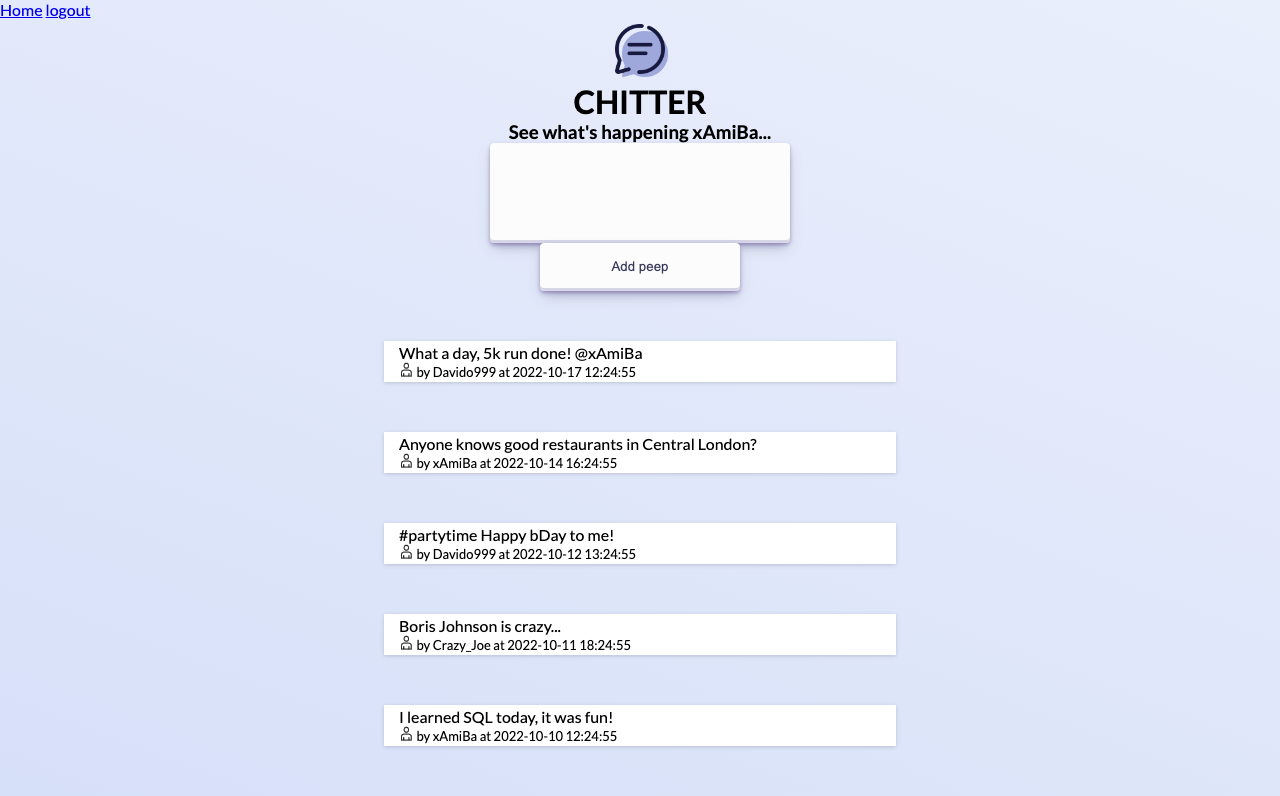 Home logout
CHITTER
See what's happening xAmiBa...
Add peep
What a day, 5k run done! @xAmiBa
by Davido999 at 2022-10-17 12:24:55
Anyone knows good restaurants in Central London?
by xAmiBa at 2022-10-14 16:24:55
#partytime Happy bDay to me!
by Davido999 at 2022-10-12 13:24:55
Boris Johnson is crazy...
by Crazy_Joe at 2022-10-11 18:24:55
I learned SQL today, it was fun!
by xAmiBa at 2022-10-10 12:24:55